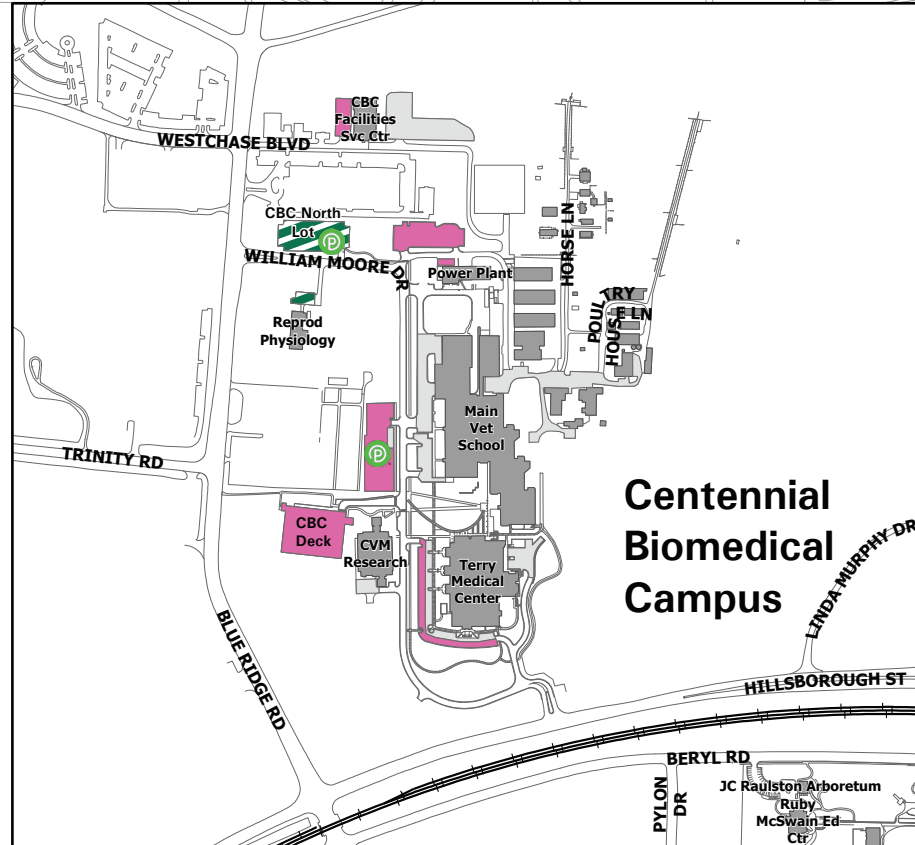 CBC
Facilities
Svc Ctr
WESTCHASE BLVD
CBC North
Lot
P
WILLIAM MOORE DR
Power Plant
HORSE LN
POULTRY
HOUSE LN
Reprod
Physiology
Main
Vet
School
P
TRINITY RD
Centennial
Biomedical
Campus
CBC
Deck
CVM
Research
Terry
Medical
Center
LINDA MURPHY DR
BLUE RIDGE RD
HILLSBOROUGH ST
BERYL RD
PYLON
DR
JC Raulston Arboretum
Ruby
McSwain Ed
Ctr